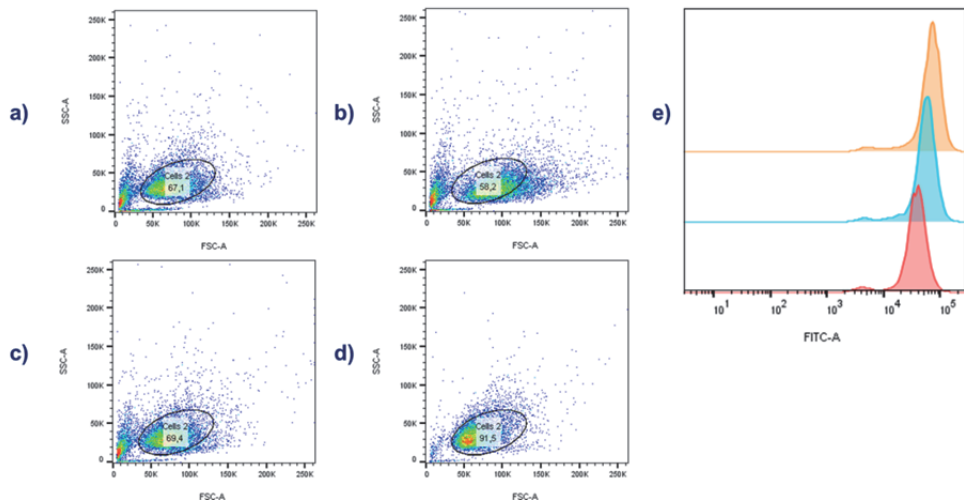 a)
250K
200K
150K
100K
50K
0
SSC-A
Cells 2
67,1
0 50K 100K 150K 200K 250K
FSC-A
b)
250K
200K
150K
100K
50K
0
SSC-A
Cells 2
58,2
0 50K 100K 150K 200K 250K
FSC-A
e)
10¹ 10² 10³ 10⁴ 10⁵
FITC-A
c)
250K
200K
150K
100K
50K
0
SSC-A
Cells 2
69,4
0 50K 100K 150K 200K 250K
FSC-A
d)
250K
200K
150K
100K
50K
0
SSC-A
Cells 2
91,5
0 50K 100K 150K 200K 250K
FSC-A